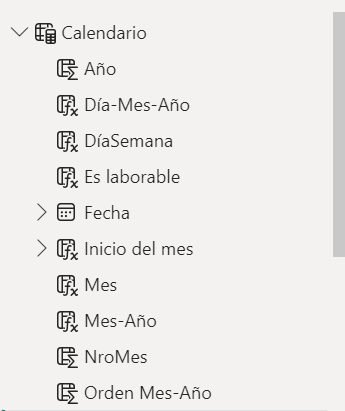 Calendario
Año
Día-Mes-Año
DíaSemana
Es laborable
Fecha
Inicio del mes
Mes
Mes-Año
NroMes
Orden Mes-Año